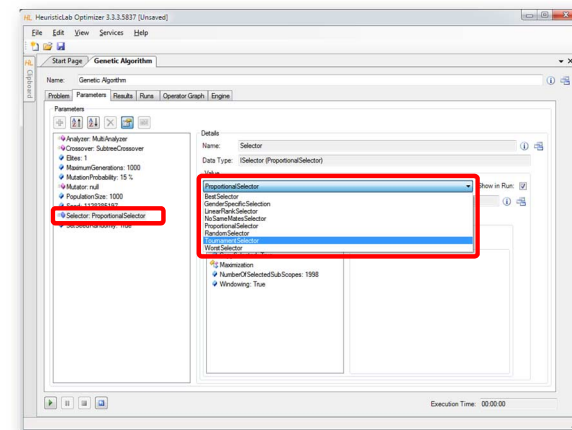 HL HeuristicLab Optimizer 3.3.3.5837 [Unsaved]
File Edit View Services Help
HL Start Page Genetic Algorithm
Clipboard
Name: Genetic Algorithm
Problem Parameters Results Runs Operator Graph Engine
Parameters
Analyzer: MultiAnalyzer
Crossover: SubtreeCrossover
Elites: 1
MaximumGenerations: 1000
MutationProbability: 15 %
Mutator: null
PopulationSize: 1000
Selector: ProportionalSelector
Details
Name: Selector
Data Type: ISelector (ProportionalSelector)
Value
ProportionalSelector
Show in Run:
BestSelector
GenderSpecificSelection
LinearRankSelector
NoSameMatesSelector
ProportionalSelector
RandomSelector
TournamentSelector
WorstSelector
Maximization
NumberOfSelectedSubScopes: 1998
Windowing: True
Execution Time: 00:00:00